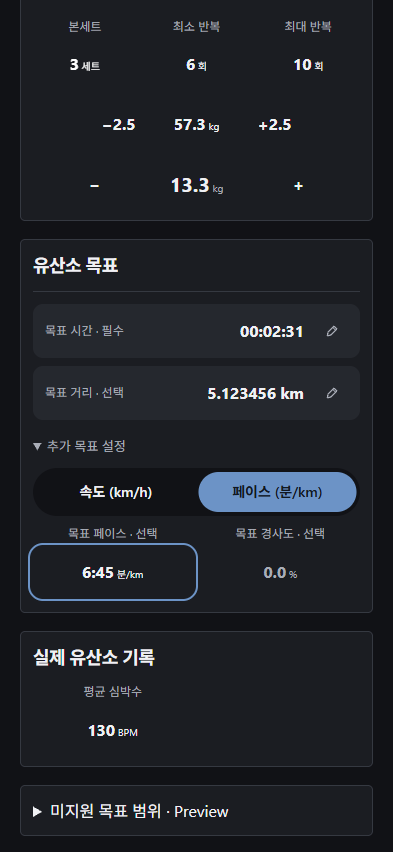 본세트 최소 반복 최대 반복
3 세트 6 회 10 회
−2.5 57.3 kg +2.5
− 13.3 kg +
유산소 목표
목표 시간 · 필수 00:02:31
목표 거리 · 선택 5.123456 km
▼ 추가 목표 설정
속도 (km/h) 페이스 (분/km)
목표 페이스 · 선택 목표 경사도 · 선택
6:45 분/km 0.0 %
실제 유산소 기록
평균 심박수
130 BPM
▶ 미지원 목표 범위 · Preview